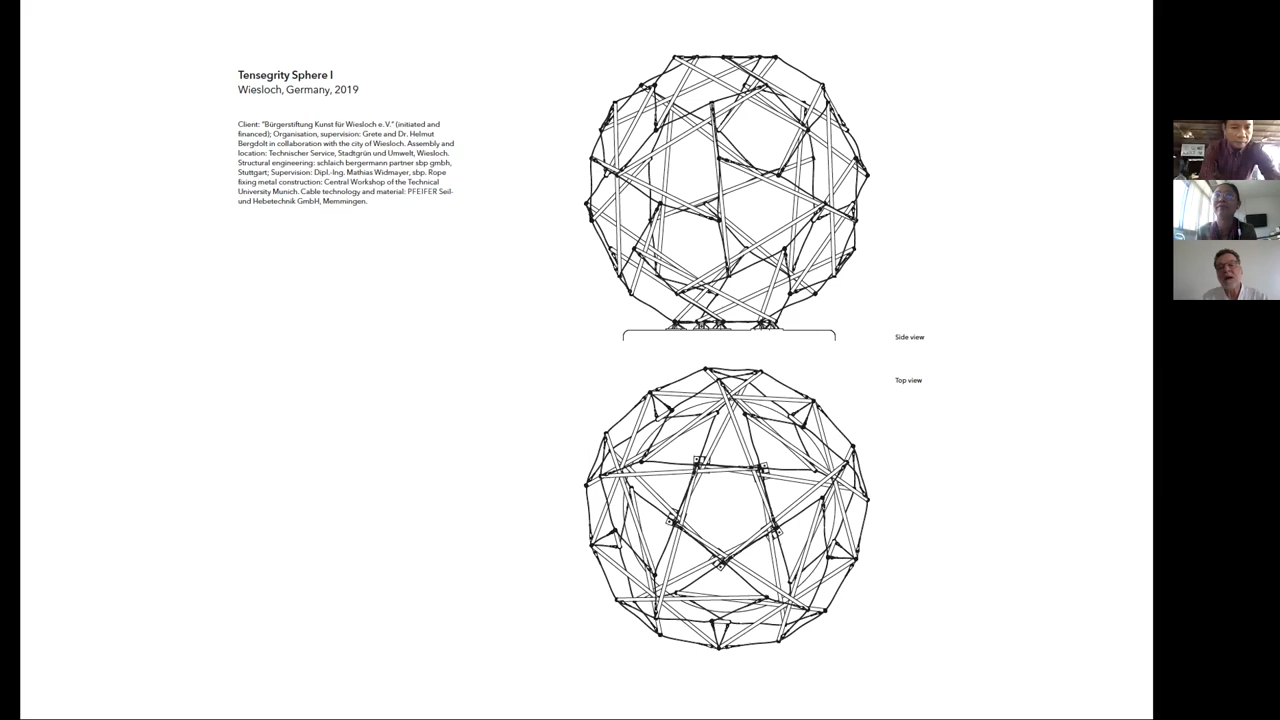 Tensegrity Sphere I
Wiesloch, Germany, 2019
Client: "Bürgerstiftung Kunst für Wiesloch e. V." (initiated and
financed); Organisation, supervision: Grete and Dr. Helmut
Bergdolt in collaboration with the city of Wiesloch. Assembly and
location: Technischer Service, Stadtgrün und Umwelt, Wiesloch.
Structural engineering: schlaich bergermann partner sbp gmbh,
Stuttgart; Supervision: Dipl.-Ing. Mathias Widmayer, sbp. Rope
fixing metal construction: Central Workshop of the Technical
University Munich. Cable technology and material: PFEIFER Seil-
und Hebetechnik GmbH, Memmingen.
Side view
Top view